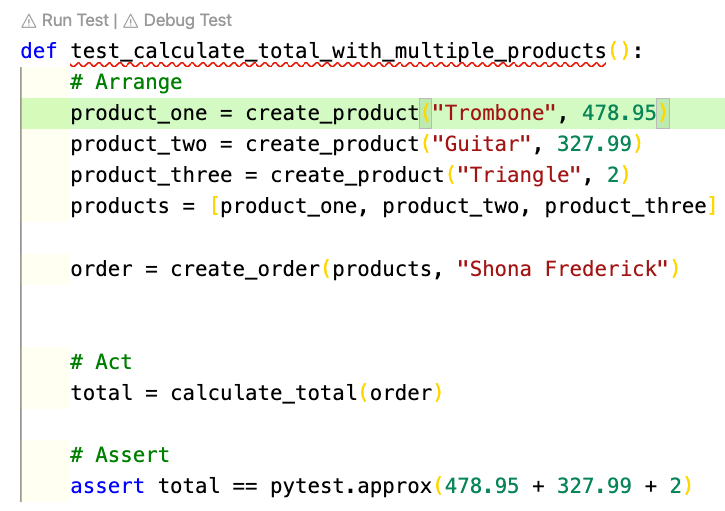 ⚠ Run Test | ⚠ Debug Test
def test_calculate_total_with_multiple_products():
    # Arrange
    product_one = create_product("Trombone", 478.95)
    product_two = create_product("Guitar", 327.99)
    product_three = create_product("Triangle", 2)
    products = [product_one, product_two, product_three]
    order = create_order(products, "Shona Frederick")
    # Act
    total = calculate_total(order)
    # Assert
    assert total == pytest.approx(478.95 + 327.99 + 2)